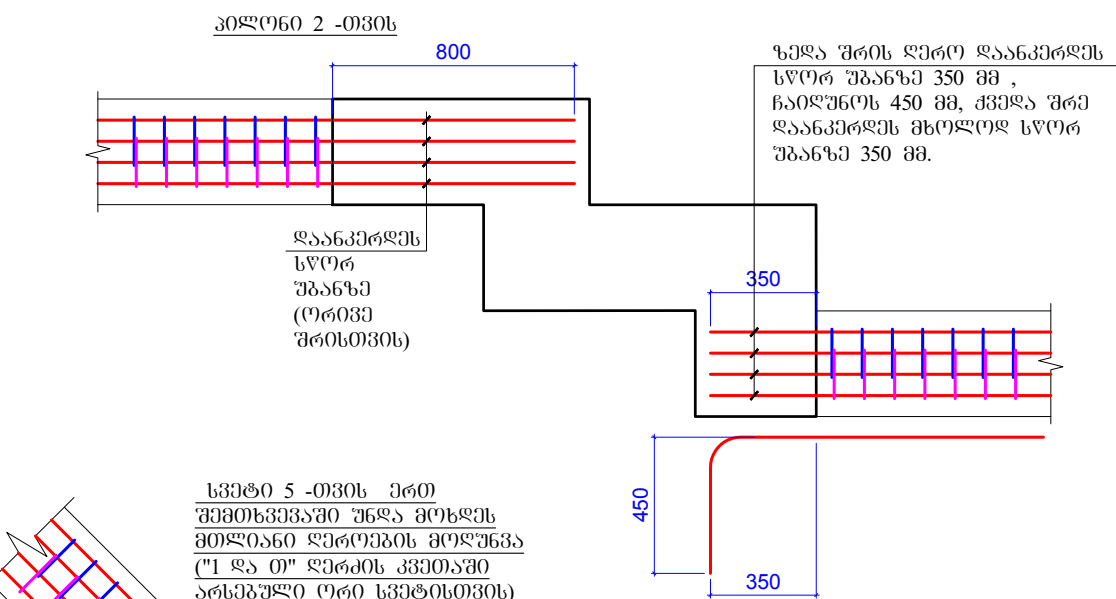 პილონი 2 -თვის
800
ზედა შრის ღერო დაანკერდეს
სწორ უბანზე 350 მმ ,
ჩაიღუნოს 450 მმ, ქვედა შრე
დაანკერდეს მხოლოდ სწორ
უბანზე 350 მმ.
დაანკერდეს
სწორ
უბანზე
(ორივე
შრისთვის)
350
სვეტი 5 -თვის ერთ
შემთხვევაში უნდა მოხდეს
მთლიანი ღეროების მოღუნვა
("1 და თ" ღერძის კვეთაში
არსებული ორი სვეტისთვის)
450
350